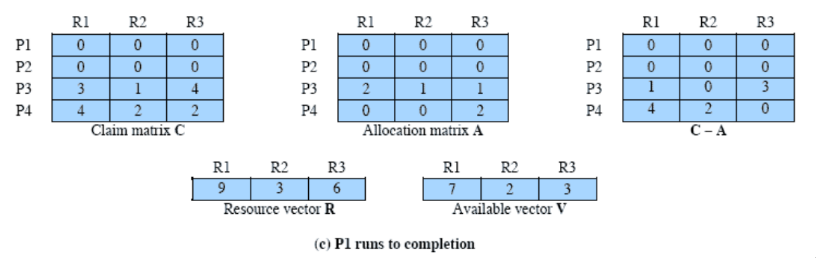 R1 R2 R3 R1 R2 R3 R1 R2 R3
P1 0 0 0 P1 0 0 0 P1 0 0 0
P2 0 0 0 P2 0 0 0 P2 0 0 0
P3 3 1 4 P3 2 1 1 P3 1 0 3
P4 4 2 2 P4 0 0 2 P4 4 2 0
Claim matrix C Allocation matrix A C – A
R1 R2 R3 R1 R2 R3
9 3 6 7 2 3
Resource vector R Available vector V
(c) P1 runs to completion